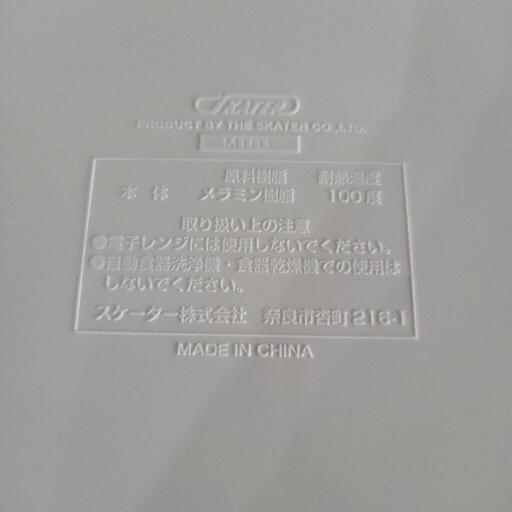 SKATER
PRODUCT BY THE SKATER CO., LTD.
MTR1
原料樹脂 耐熱温度
本体 メラミン樹脂 100度
取り扱い上の注意
●電子レンジには使用しないでください。
●自動食器洗浄機・食器乾燥機での使用は
しないでください。
スケーター株式会社 奈良市杏町216-1
MADE IN CHINA